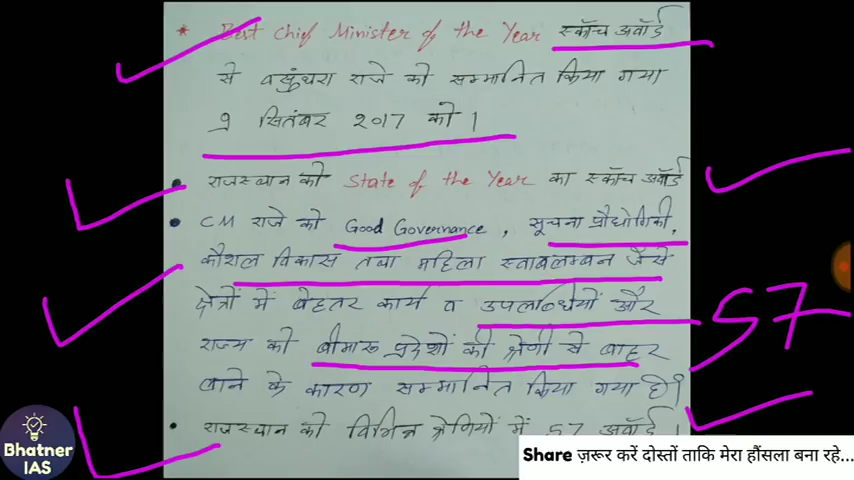 * Best Chief Minister of the Year स्कॉच अवॉर्ड
से वसुंधरा राजे को सम्मानित किया गया
9 सितंबर 2017 को।
• राजस्थान को State of the Year का स्कॉच अवॉर्ड
• CM राजे को Good Governance, सूचना प्रौधोगिकी,
कौशल विकास तथा महिला स्वावलम्बन जैसे
क्षेत्रों में बेहतर कार्य व उपलब्धियों और
57
राज्य को बीमारू प्रदेशों की श्रेणी से बाहर
लाने के कारण सम्मानित किया गया है।
• राजस्थान को विभिन्न श्रेणियों में 57 अवॉर्ड।
Bhatner
IAS
Share ज़रूर करें दोस्तों ताकि मेरा हौंसला बना रहे...